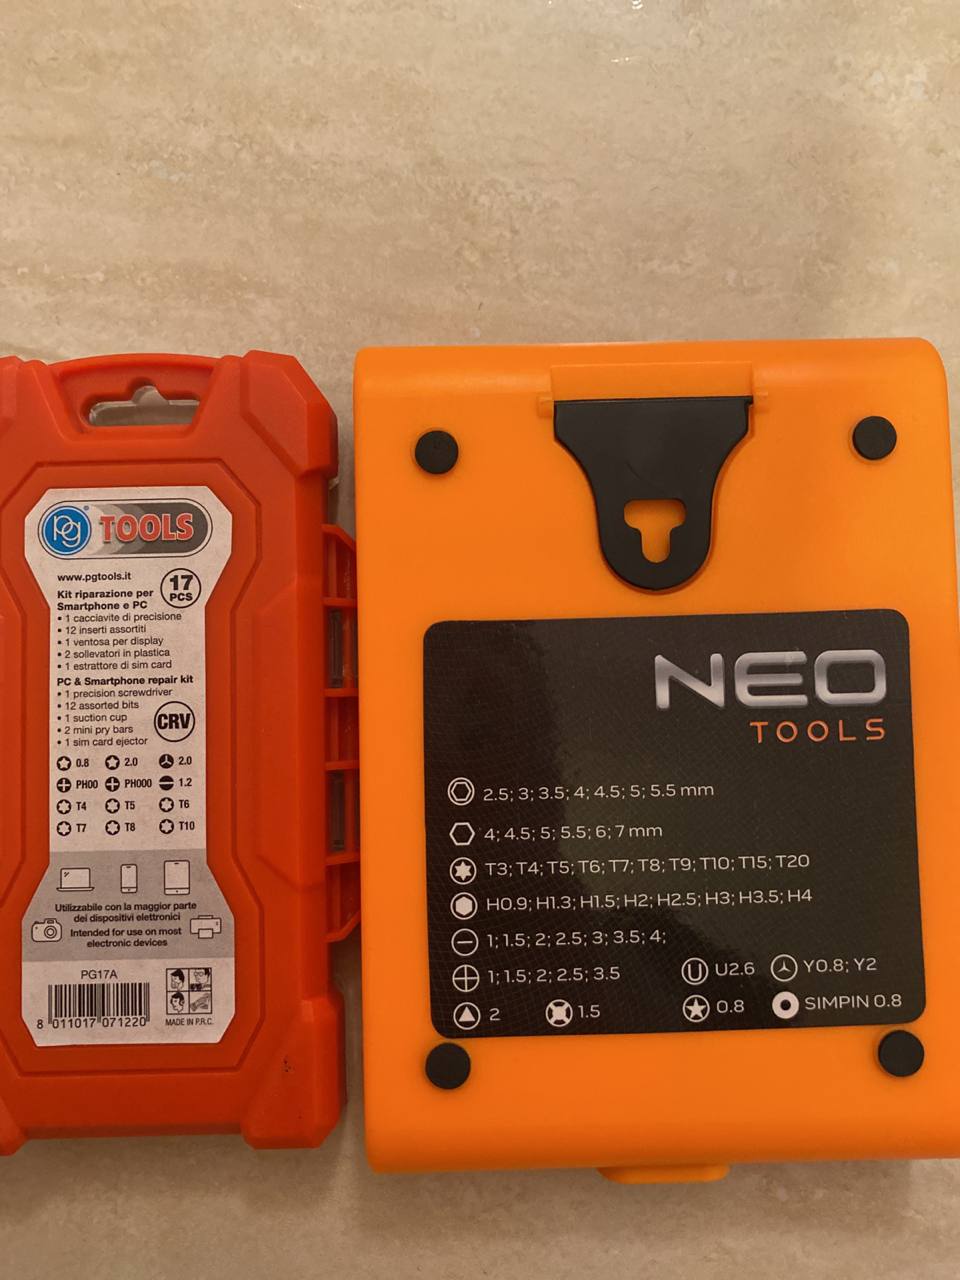 pg TOOLS
www.pgtools.it
17 PCS
Kit riparazione per
Smartphone e PC
• 1 cacciavite di precisione
• 12 inserti assortiti
• 1 ventosa per display
• 2 sollevatori in plastica
• 1 estrattore di sim card
PC & Smartphone repair kit
• 1 precision screwdriver
• 12 assorted bits
• 1 suction cup
• 2 mini pry bars
• 1 sim card ejector
CRV
0.8 2.0 2.0
PH00 PH000 1.2
T4 T5 T6
T7 T8 T10
Utilizzabile con la maggior parte
dei dispositivi elettronici
Intended for use on most
electronic devices
PG17A
8 011017 071220
MADE IN P.R.C.
NEO
TOOLS
2.5; 3; 3.5; 4; 4.5; 5; 5.5 mm
4; 4.5; 5; 5.5; 6; 7 mm
T3; T4; T5; T6; T7; T8; T9; T10; T15; T20
H0.9; H1.3; H1.5; H2; H2.5; H3; H3.5; H4
1; 1.5; 2; 2.5; 3; 3.5; 4;
1; 1.5; 2; 2.5; 3.5 U2.6 Y0.8; Y2
2 1.5 0.8 SIMPIN 0.8